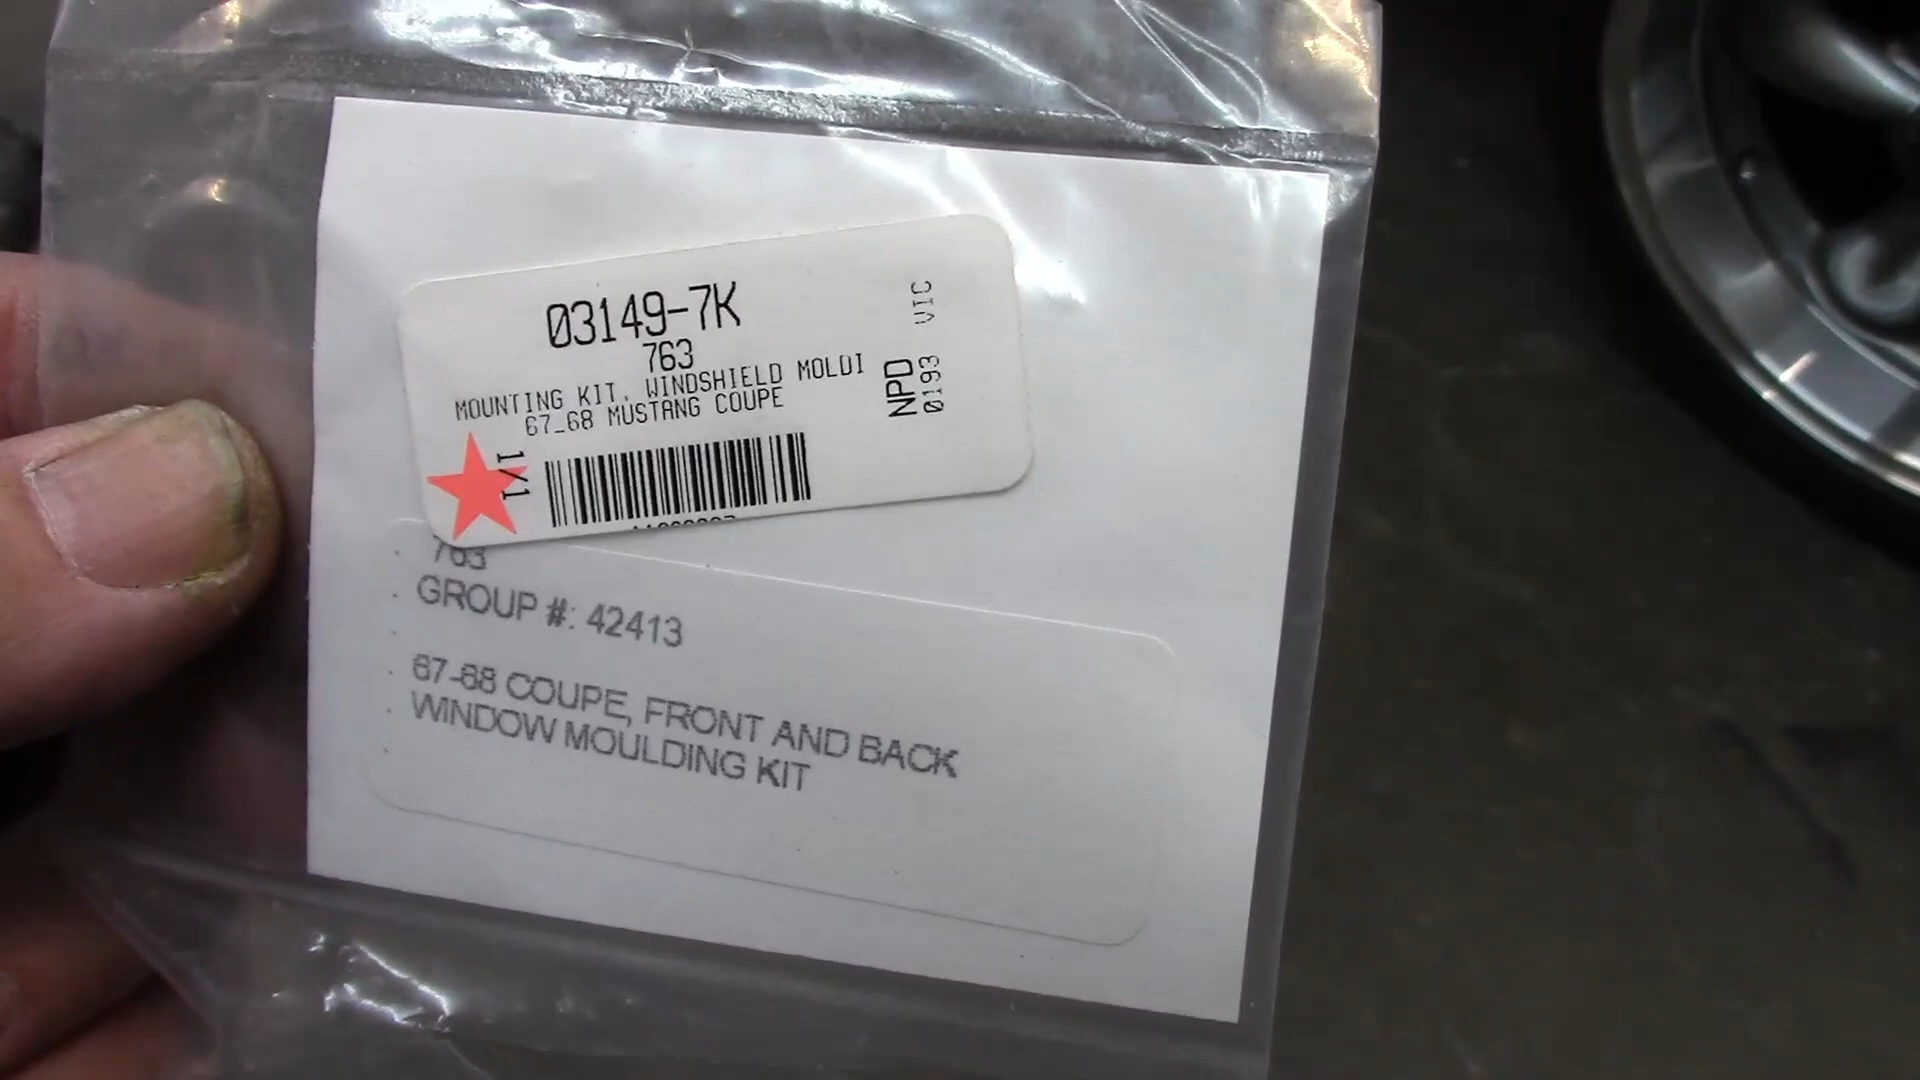 03149-7K
763
MOUNTING KIT, WINDSHIELD MOLDI
67_68 MUSTANG COUPE
1/1
NPD
0193 VIC
763
GROUP #: 42413
67-68 COUPE, FRONT AND BACK
WINDOW MOULDING KIT